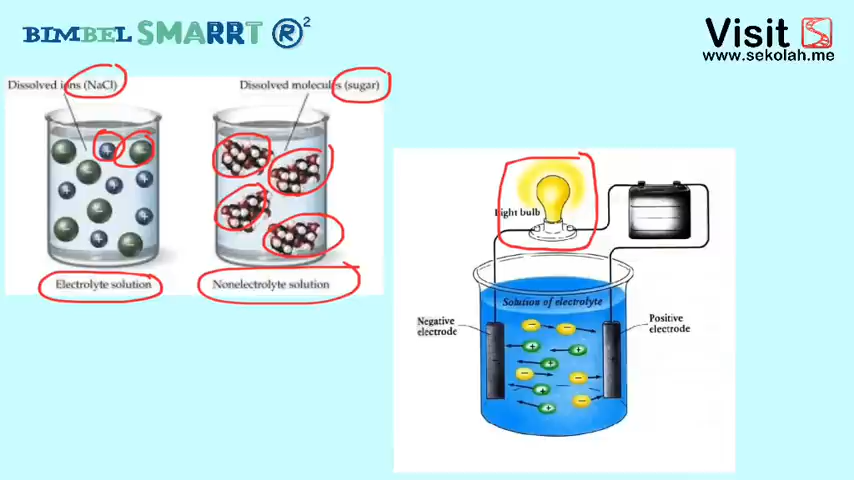 BIMBEL SMARRT R²
Visit S
www.sekolah.me
Dissolved ions (NaCl)
Dissolved molecules (sugar)
Electrolyte solution
Nonelectrolyte solution
Light bulb
Solution of electrolyte
Negative
electrode
Positive
electrode